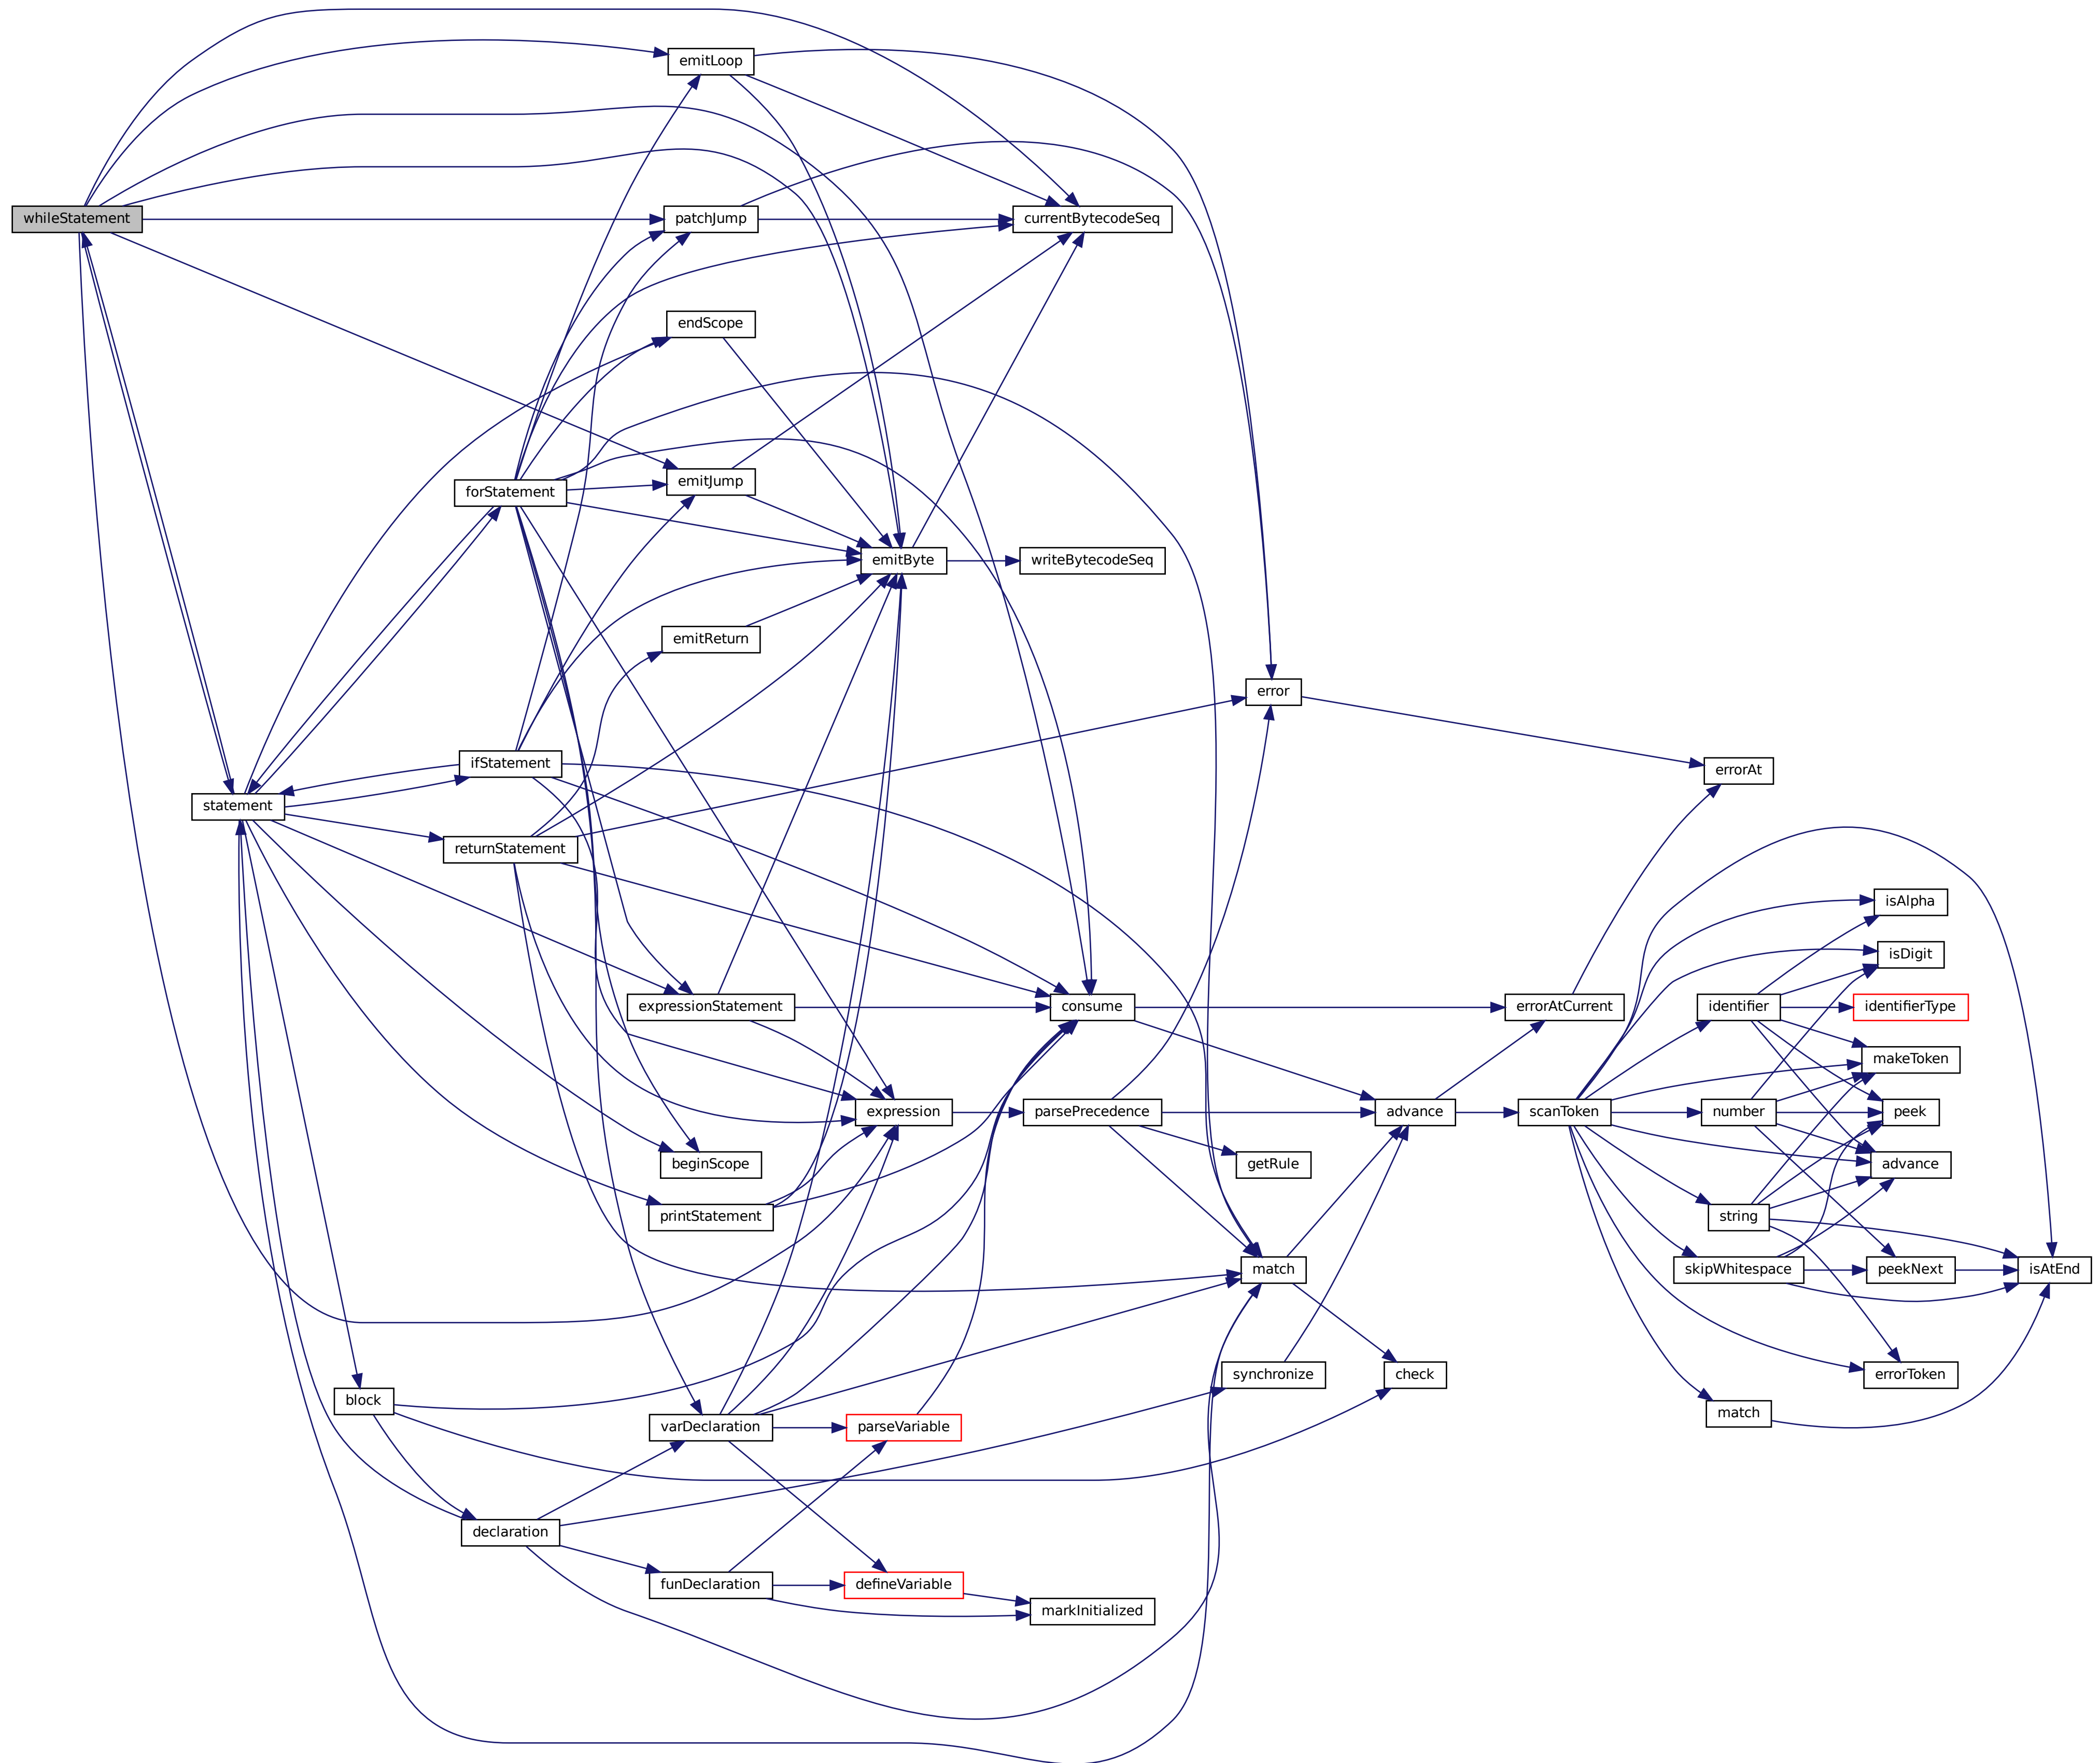 emitLoop
whileStatement
patchJump
currentBytecodeSeq
endScope
emitJump
forStatement
emitByte
writeBytecodeSeq
emitReturn
error
ifStatement
errorAt
statement
returnStatement
isAlpha
isDigit
expressionStatement
consume
errorAtCurrent
identifier
identifierType
makeToken
expression
parsePrecedence
advance
scanToken
number
peek
beginScope
getRule
advance
printStatement
string
match
skipWhitespace
peekNext
isAtEnd
synchronize
check
errorToken
block
match
varDeclaration
parseVariable
declaration
funDeclaration
defineVariable
markInitialized